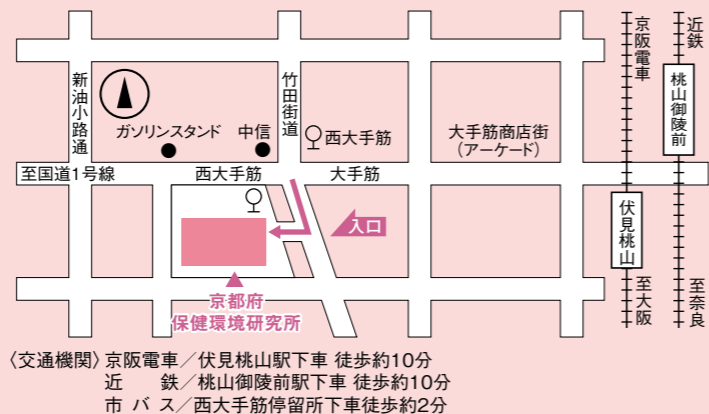 新油小路通
竹田街道
京阪電車
近鉄
桃山御陵前
ガソリンスタンド
中信
西大手筋
大手筋商店街
(アーケード)
至国道1号線
西大手筋
大手筋
伏見桃山
入口
京都府
保健環境研究所
至大阪
至奈良
〈交通機関〉京阪電車/伏見桃山駅下車 徒歩約10分
近 鉄/桃山御陵前駅下車 徒歩約10分
市 バ ス/西大手筋停留所下車徒歩約2分